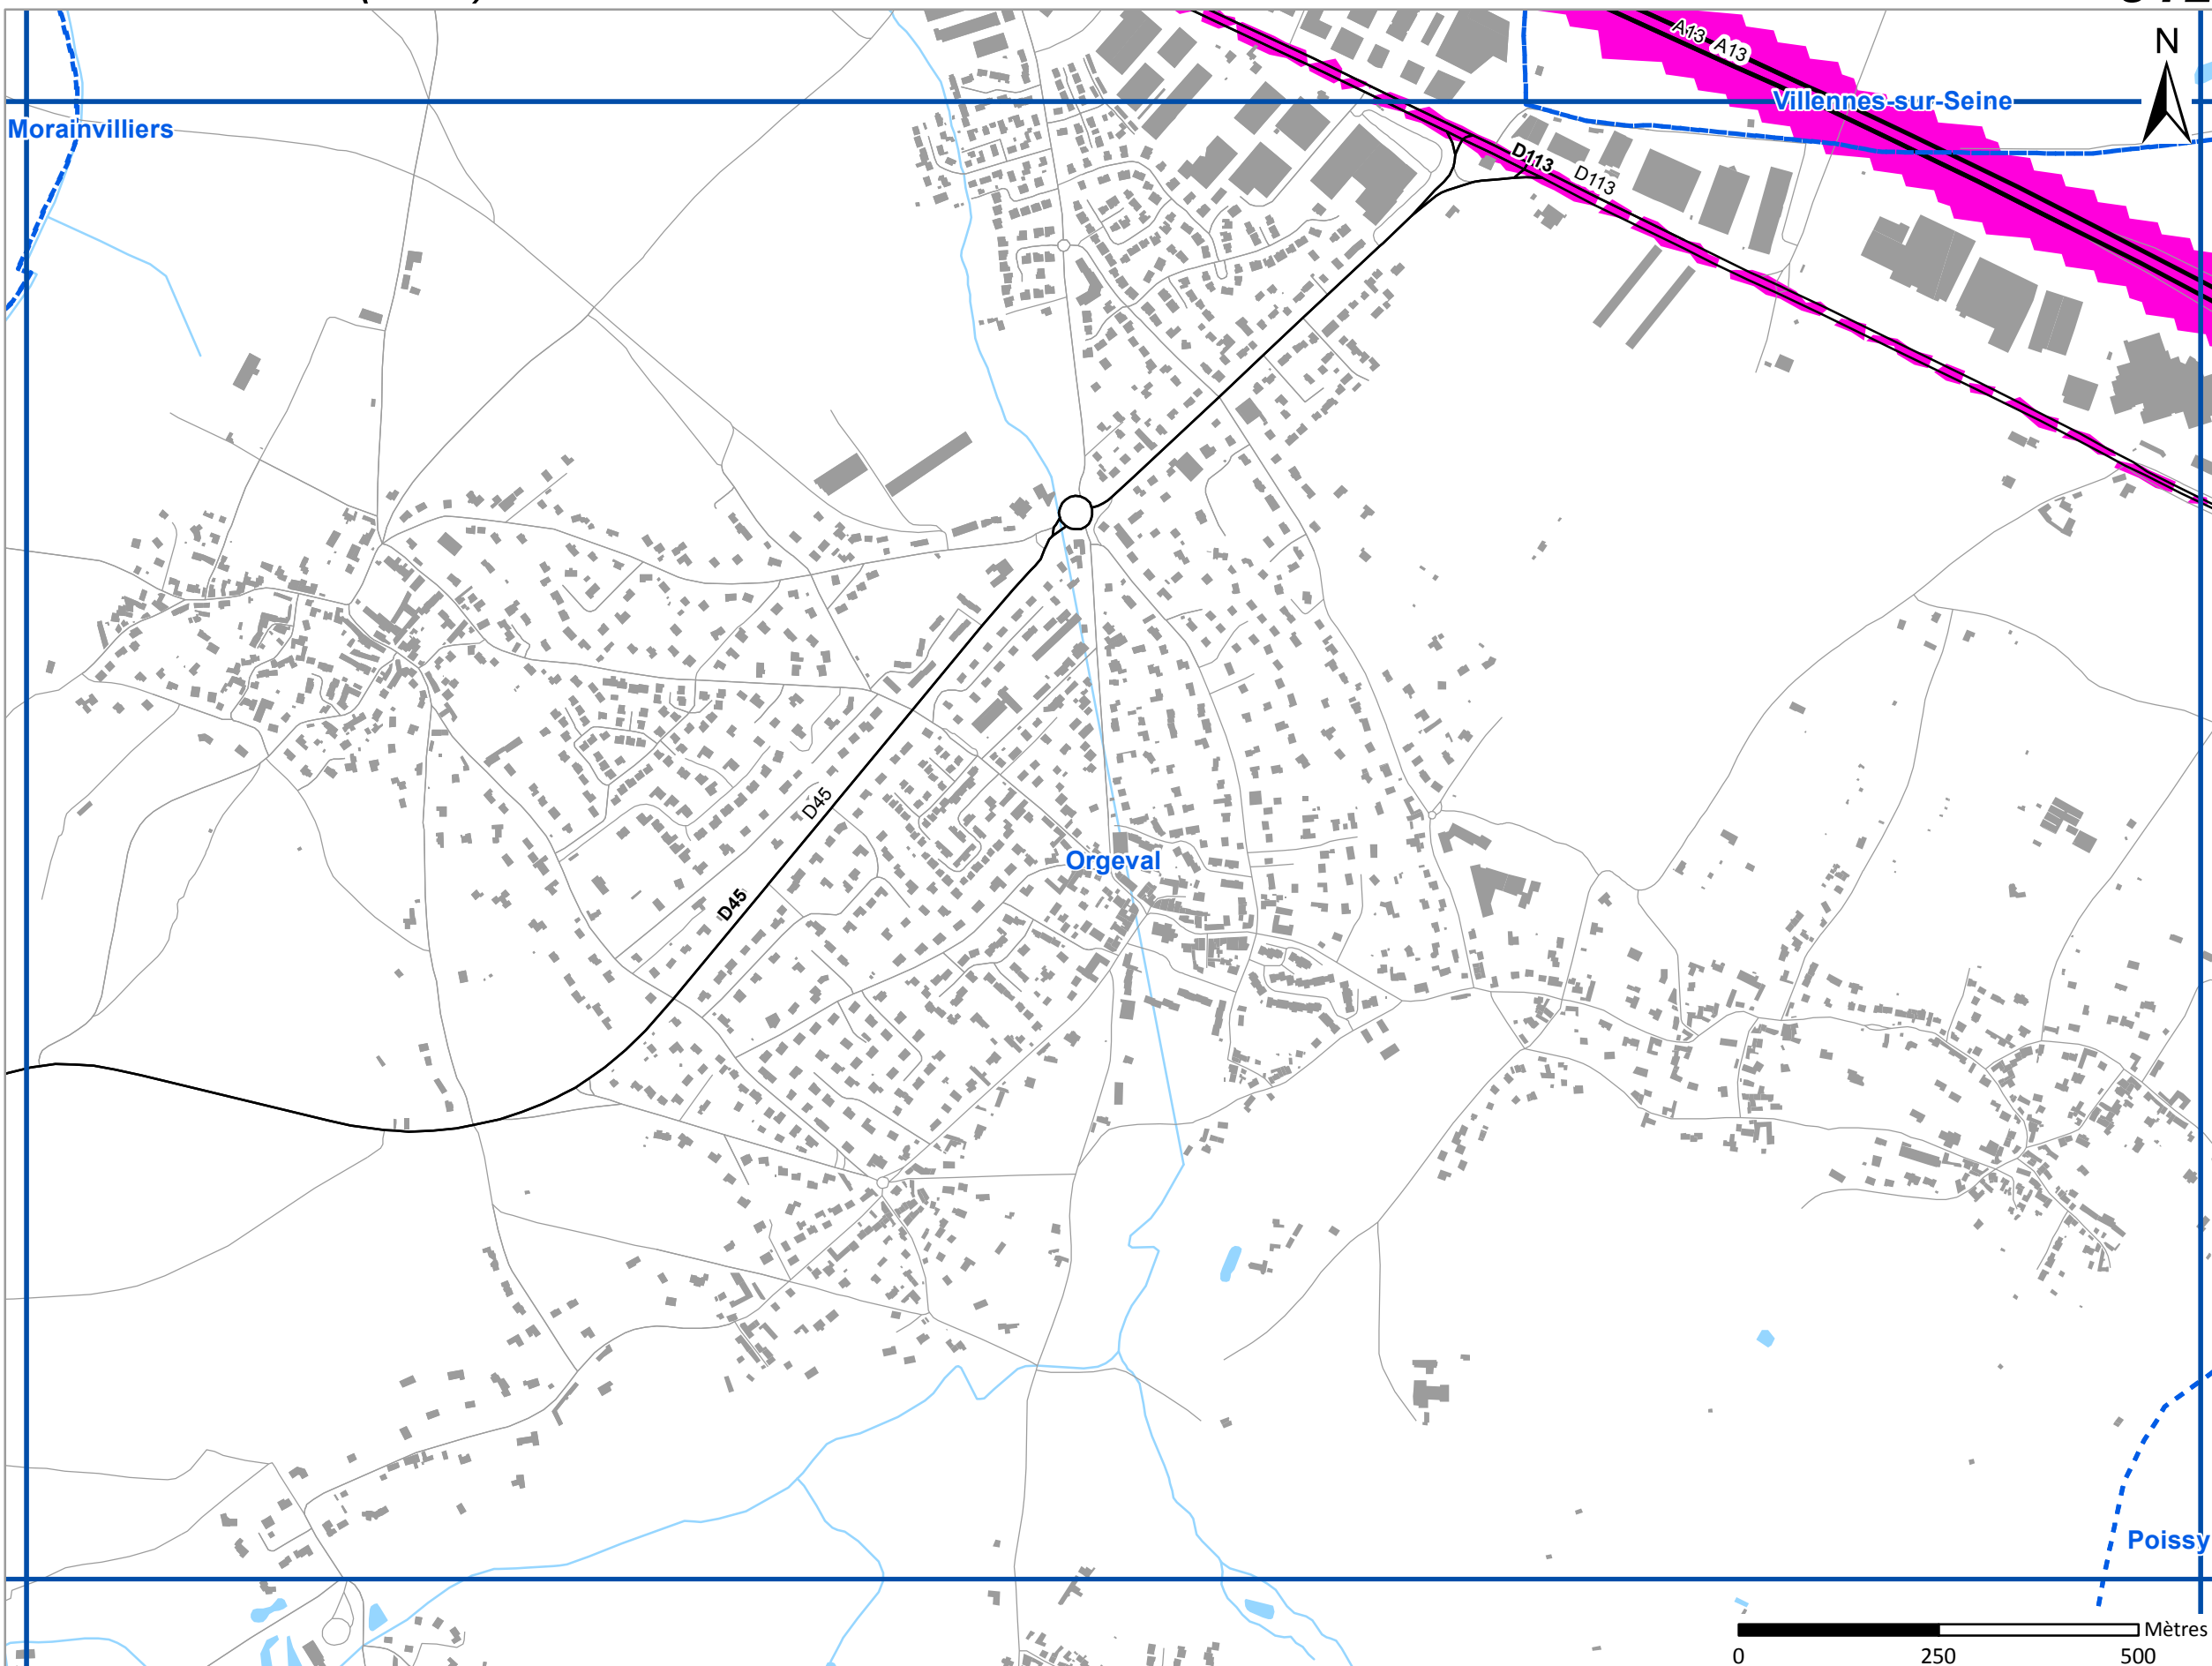 A13
A13
N
Villennes-sur-Seine
Morainvilliers
D113
D113
D45
Orgeval
D45
Poissy
Mètres
0
250
500